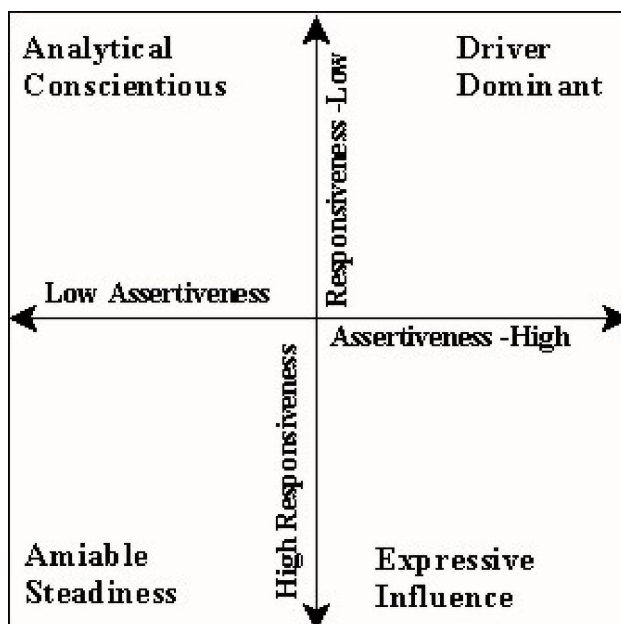 Analytical
Conscientious
Driver
Dominant
Responsiveness -Low
Low Assertiveness
Assertiveness -High
High Responsiveness
Amiable
Steadiness
Expressive
Influence